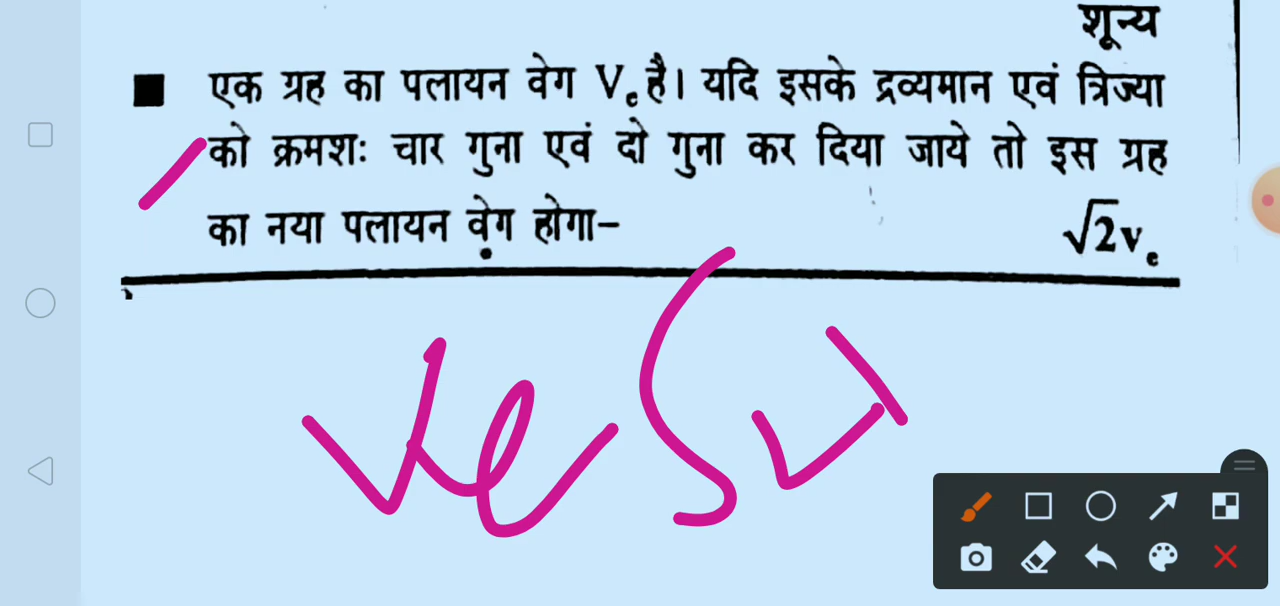 शून्य
■ एक ग्रह का पलायन वेग Ve है। यदि इसके द्रव्यमान एवं त्रिज्या
को क्रमशः चार गुना एवं दो गुना कर दिया जाये तो इस ग्रह
का नया पलायन वेग होगा– √2ve